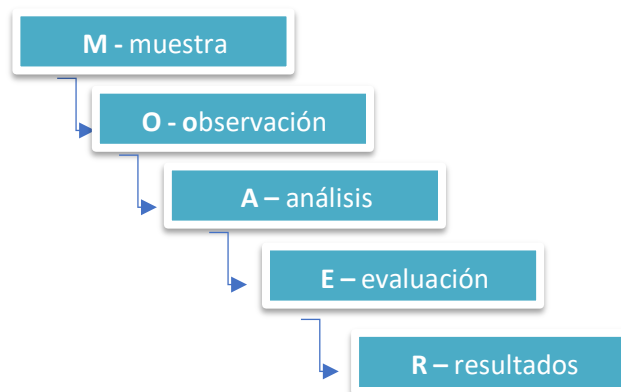 M - muestra
O - observación
A – análisis
E – evaluación
R – resultados